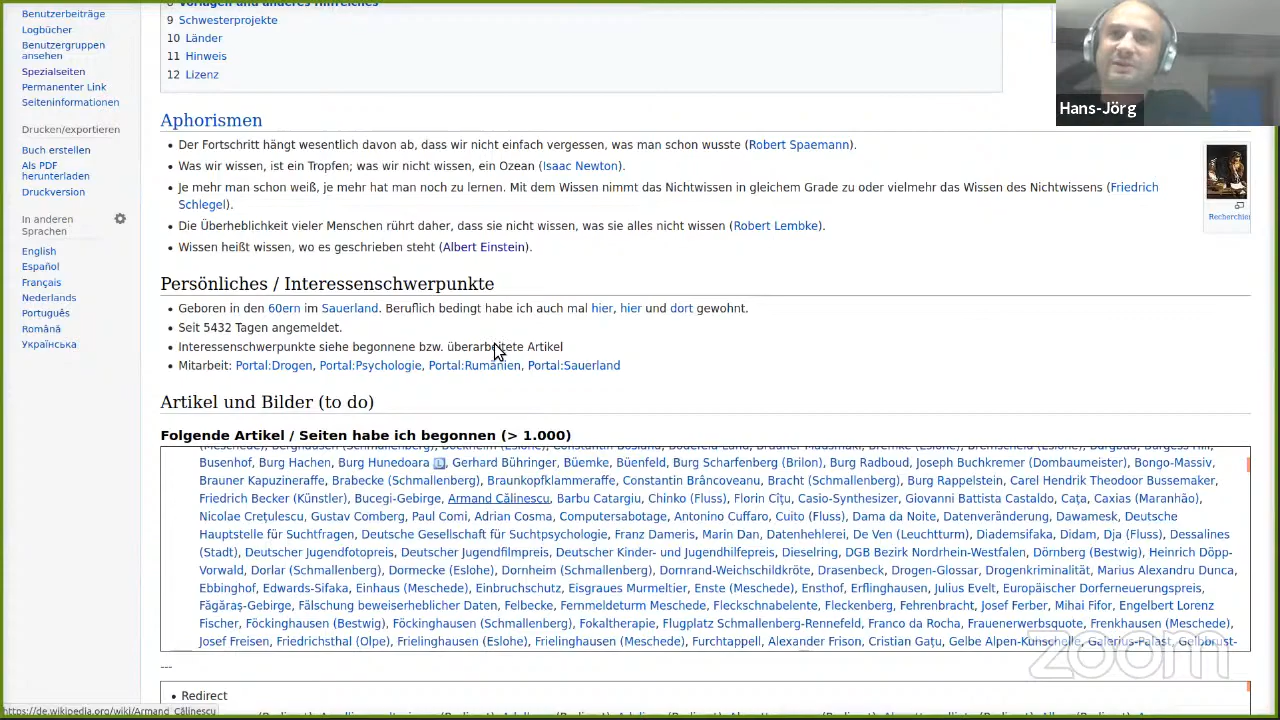 Benutzerbeiträge
Logbücher
Benutzergruppen
ansehen
Spezialseiten
Permanenter Link
Seiteninformationen
Drucken/exportieren
Buch erstellen
Als PDF
herunterladen
Druckversion
In anderen
Sprachen
English
Español
Français
Nederlands
Português
Română
Українська
8 Vorlagen und anderes Hilfreiches
9 Schwesterprojekte
10 Länder
11 Hinweis
12 Lizenz
Hans-Jörg
Aphorismen
• Der Fortschritt hängt wesentlich davon ab, dass wir nicht einfach vergessen, was man schon wusste (Robert Spaemann).
• Was wir wissen, ist ein Tropfen; was wir nicht wissen, ein Ozean (Isaac Newton).
• Je mehr man schon weiß, je mehr hat man noch zu lernen. Mit dem Wissen nimmt das Nichtwissen in gleichem Grade zu oder vielmehr das Wissen des Nichtwissens (Friedrich
Schlegel).
• Die Überheblichkeit vieler Menschen rührt daher, dass sie nicht wissen, was sie alles nicht wissen (Robert Lembke).
• Wissen heißt wissen, wo es geschrieben steht (Albert Einstein).
Persönliches / Interessenschwerpunkte
• Geboren in den 60ern im Sauerland. Beruflich bedingt habe ich auch mal hier, hier und dort gewohnt.
• Seit 5432 Tagen angemeldet.
• Interessenschwerpunkte siehe begonnene bzw. überarbeitete Artikel
• Mitarbeit: Portal:Drogen, Portal:Psychologie, Portal:Rumänien, Portal:Sauerland
Artikel und Bilder (to do)
Folgende Artikel / Seiten habe ich begonnen (> 1.000)
Busenhof, Burg Hachen, Burg Hunedoara L, Gerhard Bühringer, Büemke, Büenfeld, Burg Scharfenberg (Brilon), Burg Radboud, Joseph Buchkremer (Dombaumeister), Bongo-Massiv,
Brauner Kapuzineraffe, Brabecke (Schmallenberg), Braunkopfklammeraffe, Constantin Brâncoveanu, Bracht (Schmallenberg), Burg Rappelstein, Carel Hendrik Theodoor Bussemaker,
Friedrich Becker (Künstler), Bucegi-Gebirge, Armand Călinescu, Barbu Catargiu, Chinko (Fluss), Florin Cîțu, Casio-Synthesizer, Giovanni Battista Castaldo, Cața, Caxias (Maranhão),
Nicolae Crețulescu, Gustav Comberg, Paul Comi, Adrian Cosma, Computersabotage, Antonino Cuffaro, Cuito (Fluss), Dama da Noite, Datenveränderung, Dawamesk, Deutsche
Hauptstelle für Suchtfragen, Deutsche Gesellschaft für Suchtpsychologie, Franz Dameris, Marin Dan, Datenhehlerei, De Ven (Leuchtturm), Diademsifaka, Didam, Dja (Fluss), Dessalines
(Stadt), Deutscher Jugendfotopreis, Deutscher Jugendfilmpreis, Deutscher Kinder- und Jugendhilfepreis, Dieselring, DGB Bezirk Nordrhein-Westfalen, Dörnberg (Bestwig), Heinrich Döpp-
Vorwald, Dorlar (Schmallenberg), Dormecke (Eslohe), Dornheim (Schmallenberg), Dornrand-Weichschildkröte, Drasenbeck, Drogen-Glossar, Drogenkriminalität, Marius Alexandru Dunca,
Ebbinghof, Edwards-Sifaka, Einhaus (Meschede), Einbruchschutz, Eisgraues Murmeltier, Enste (Meschede), Ensthof, Erflinghausen, Julius Evelt, Europäischer Dorferneuerungspreis,
Făgăraș-Gebirge, Fälschung beweiserheblicher Daten, Felbecke, Fernmeldeturm Meschede, Fleckschnabelente, Fleckenberg, Fehrenbracht, Josef Ferber, Mihai Fifor, Engelbert Lorenz
Fischer, Föckinghausen (Bestwig), Föckinghausen (Schmallenberg), Fokaltherapie, Flugplatz Schmallenberg-Rennefeld, Franco da Rocha, Frauenerwerbsquote, Frenkhausen (Meschede),
Josef Freisen, Friedrichsthal (Olpe), Frielinghausen (Eslohe), Frielinghausen (Meschede), Furchtappell, Alexander Frison, Cristian Gațu, Gelbe Alpen-Kuhschelle, Galerius-Palast, Gelbbrust-
---
• Redirect
https://de.wikipedia.org/wiki/Armand_Călinescu
zoom